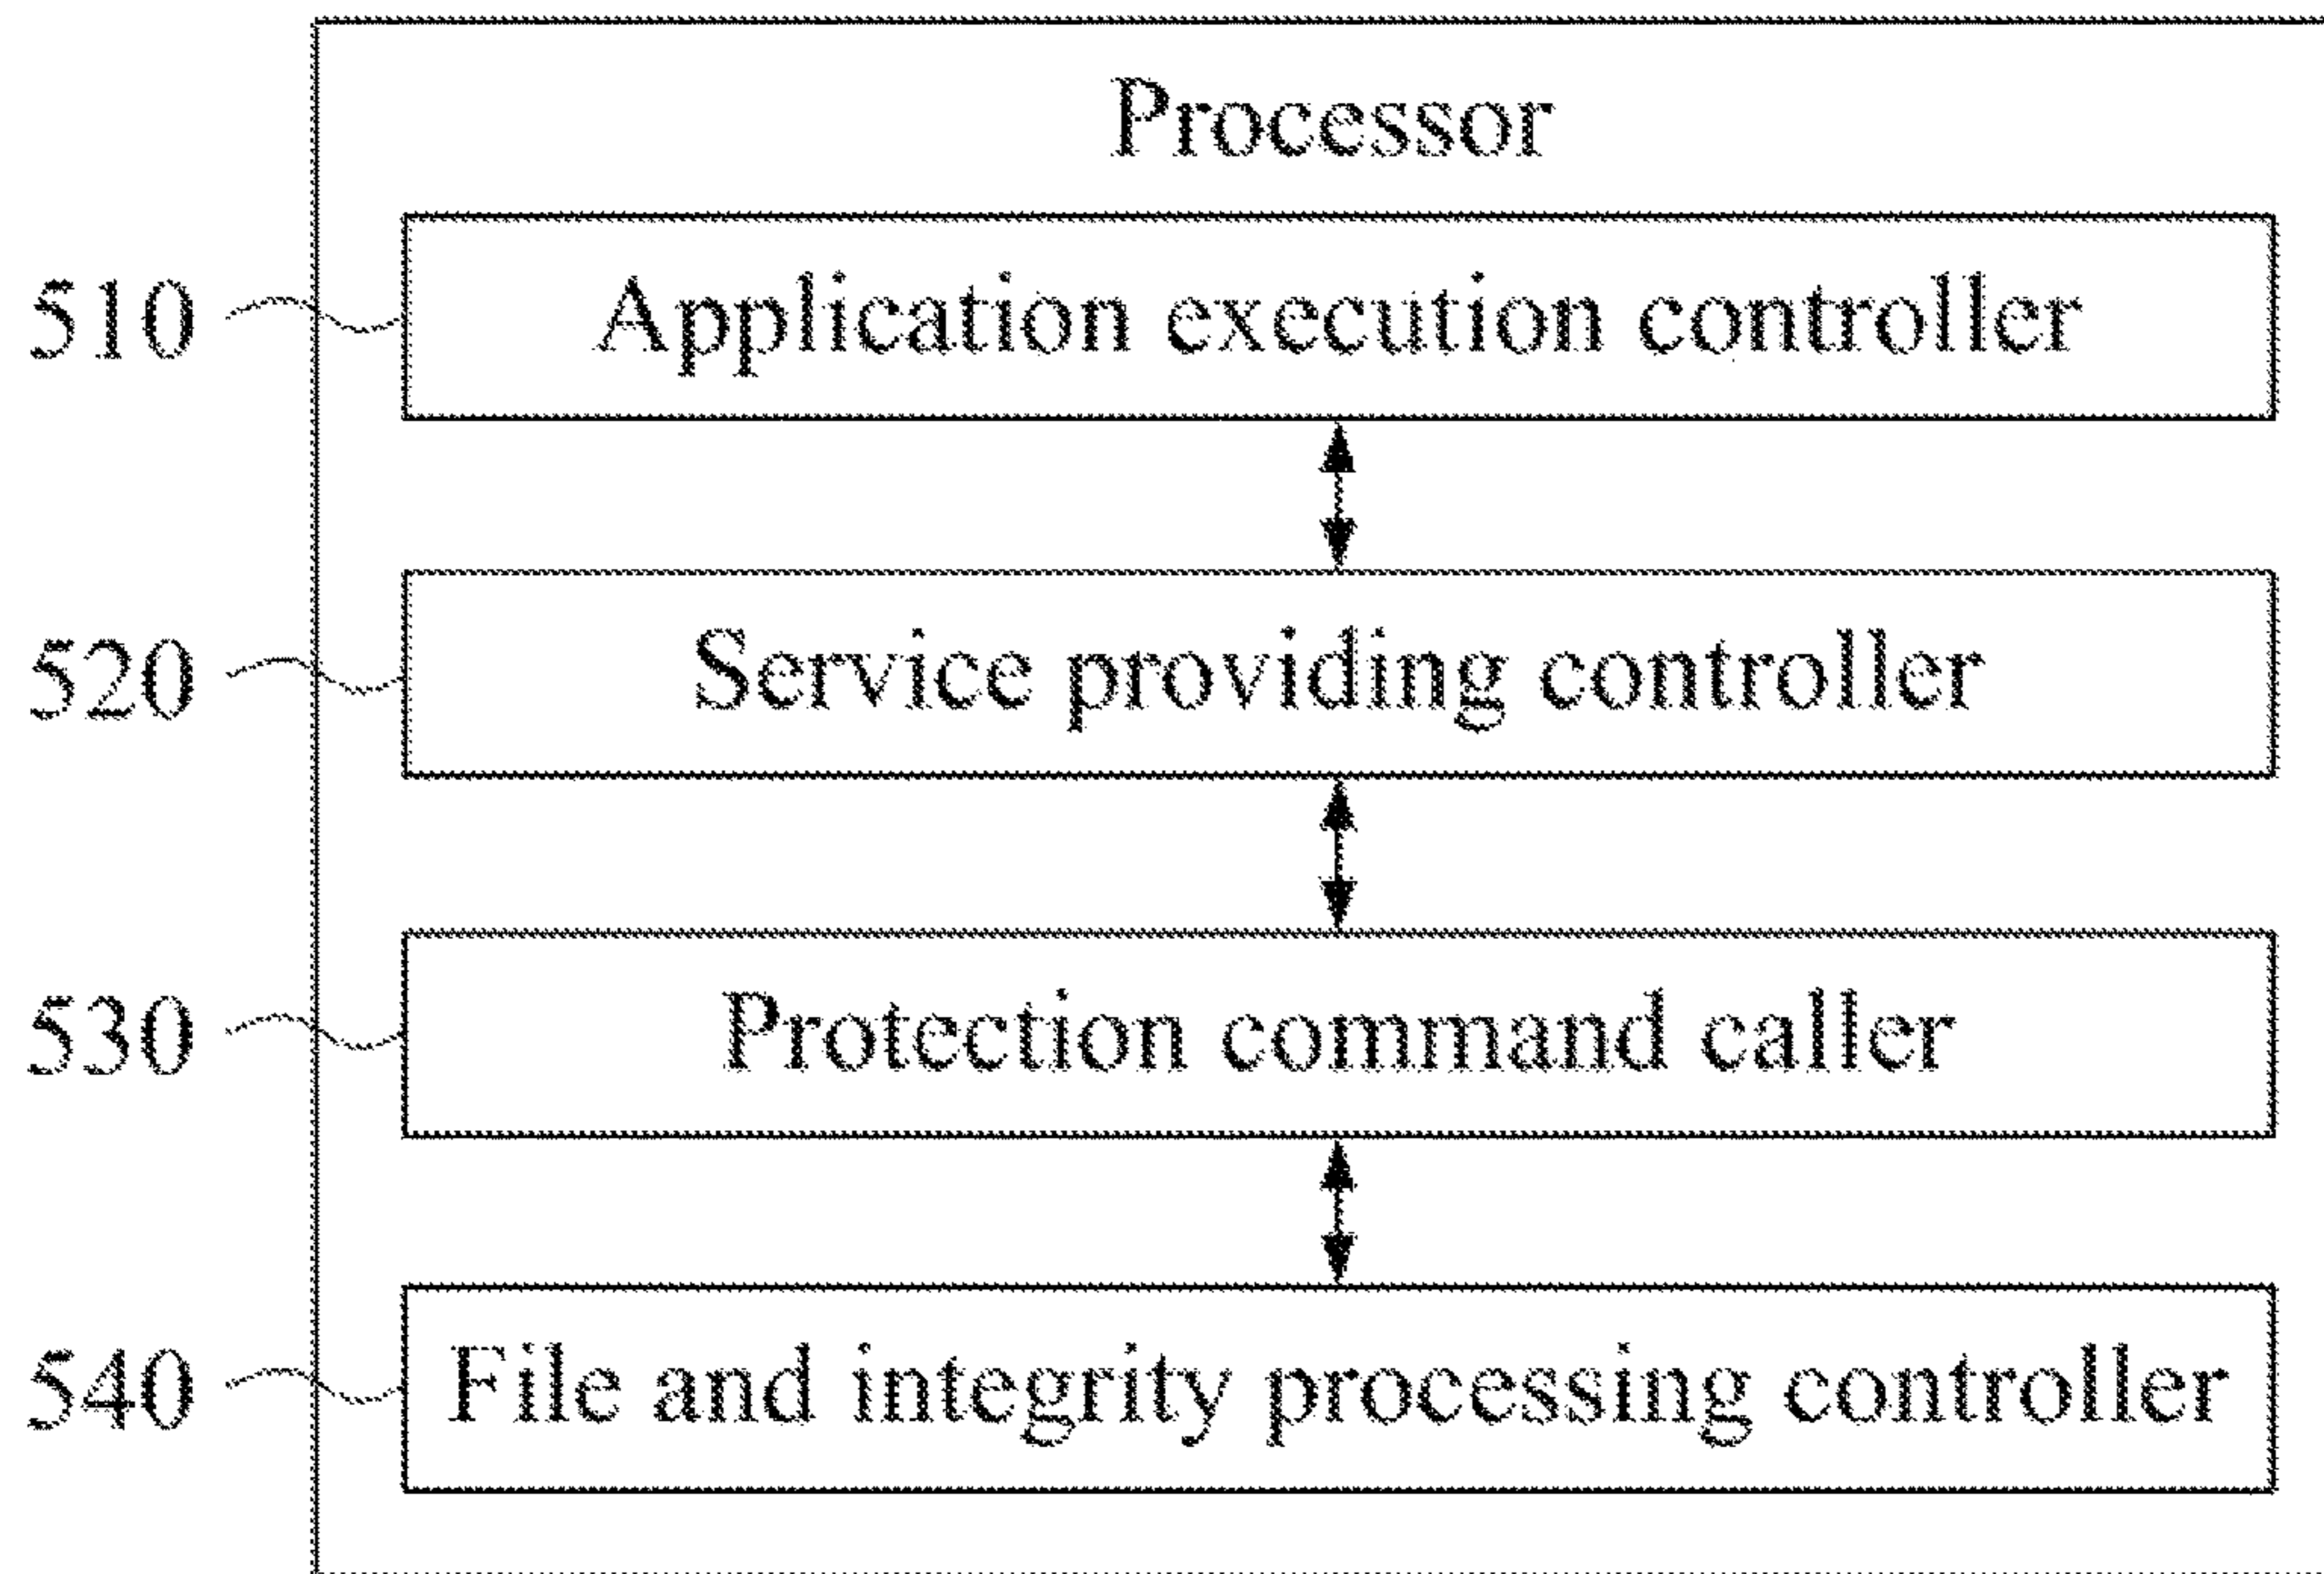 Processor
510 Application execution controller
520 Service providing controller
530 Protection command caller
540 File and integrity processing controller